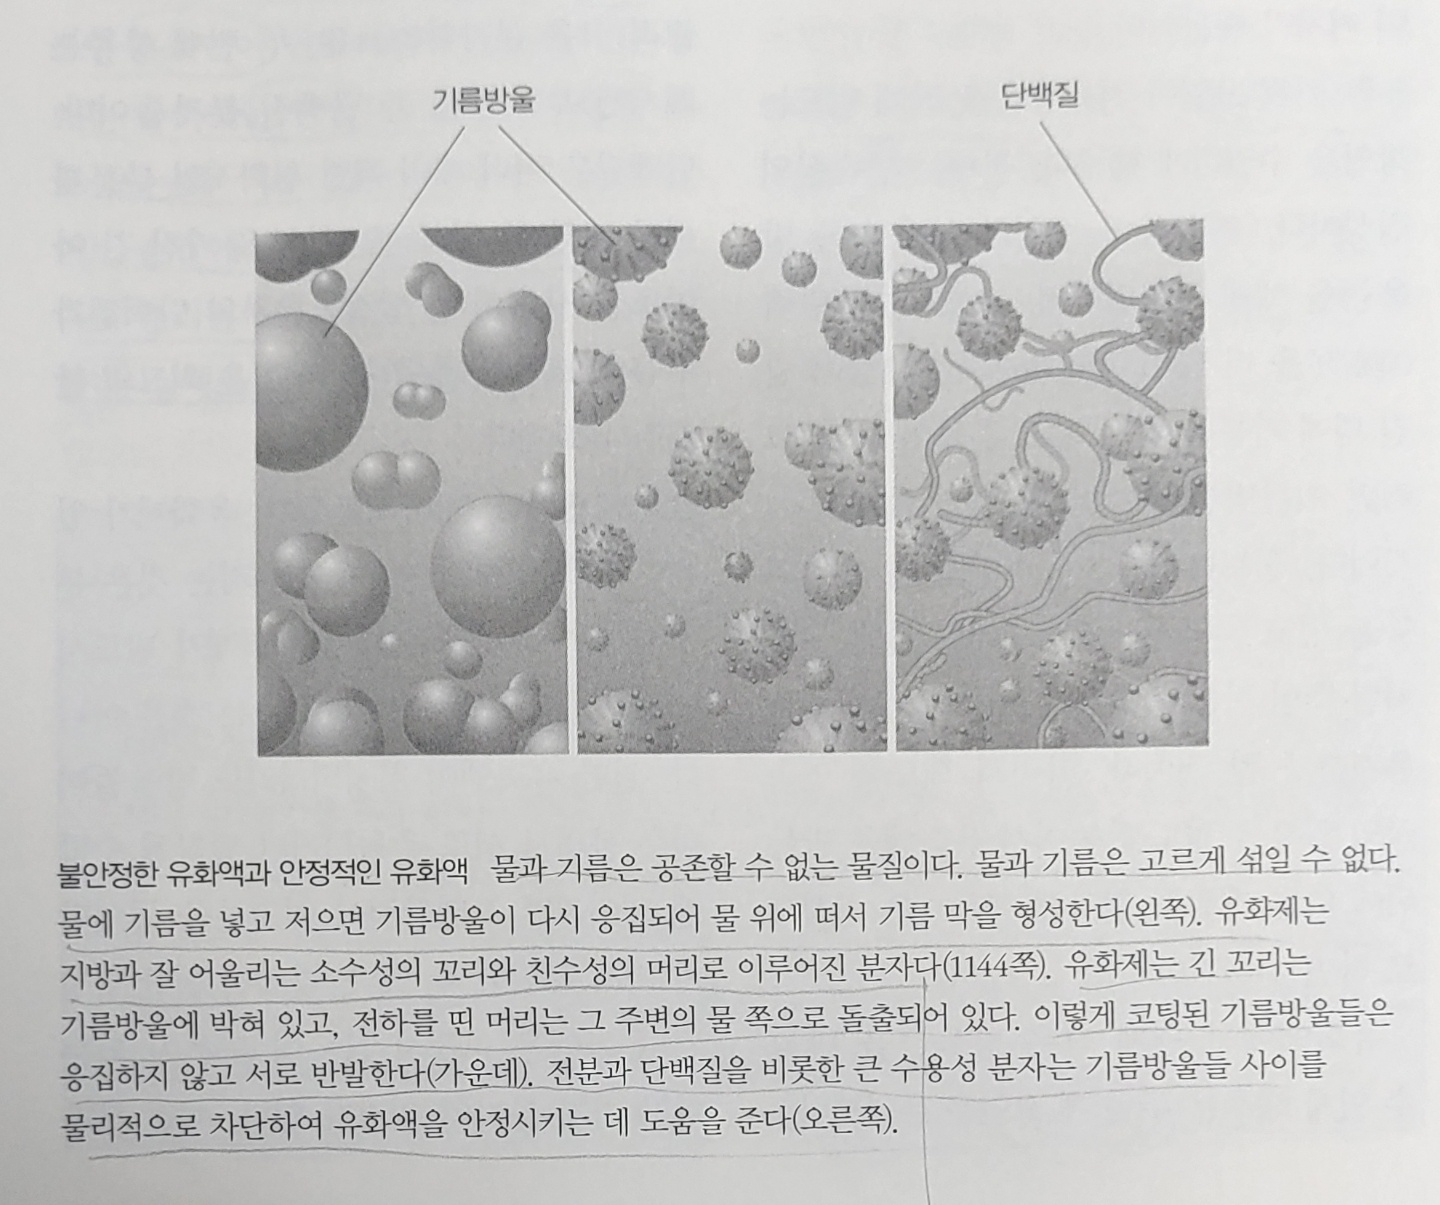 기름방울
단백질
불안정한 유화액과 안정적인 유화액 물과 기름은 공존할 수 없는 물질이다. 물과 기름은 고르게 섞일 수 없다.
물에 기름을 넣고 저으면 기름방울이 다시 응집되어 물 위에 떠서 기름 막을 형성한다(왼쪽). 유화제는
지방과 잘 어울리는 소수성의 꼬리와 친수성의 머리로 이루어진 분자다(1144쪽). 유화제는 긴 꼬리는
기름방울에 박혀 있고, 전하를 띤 머리는 그 주변의 물 쪽으로 돌출되어 있다. 이렇게 코팅된 기름방울들은
응집하지 않고 서로 반발한다(가운데). 전분과 단백질을 비롯한 큰 수용성 분자는 기름방울들 사이를
물리적으로 차단하여 유화액을 안정시키는 데 도움을 준다(오른쪽).